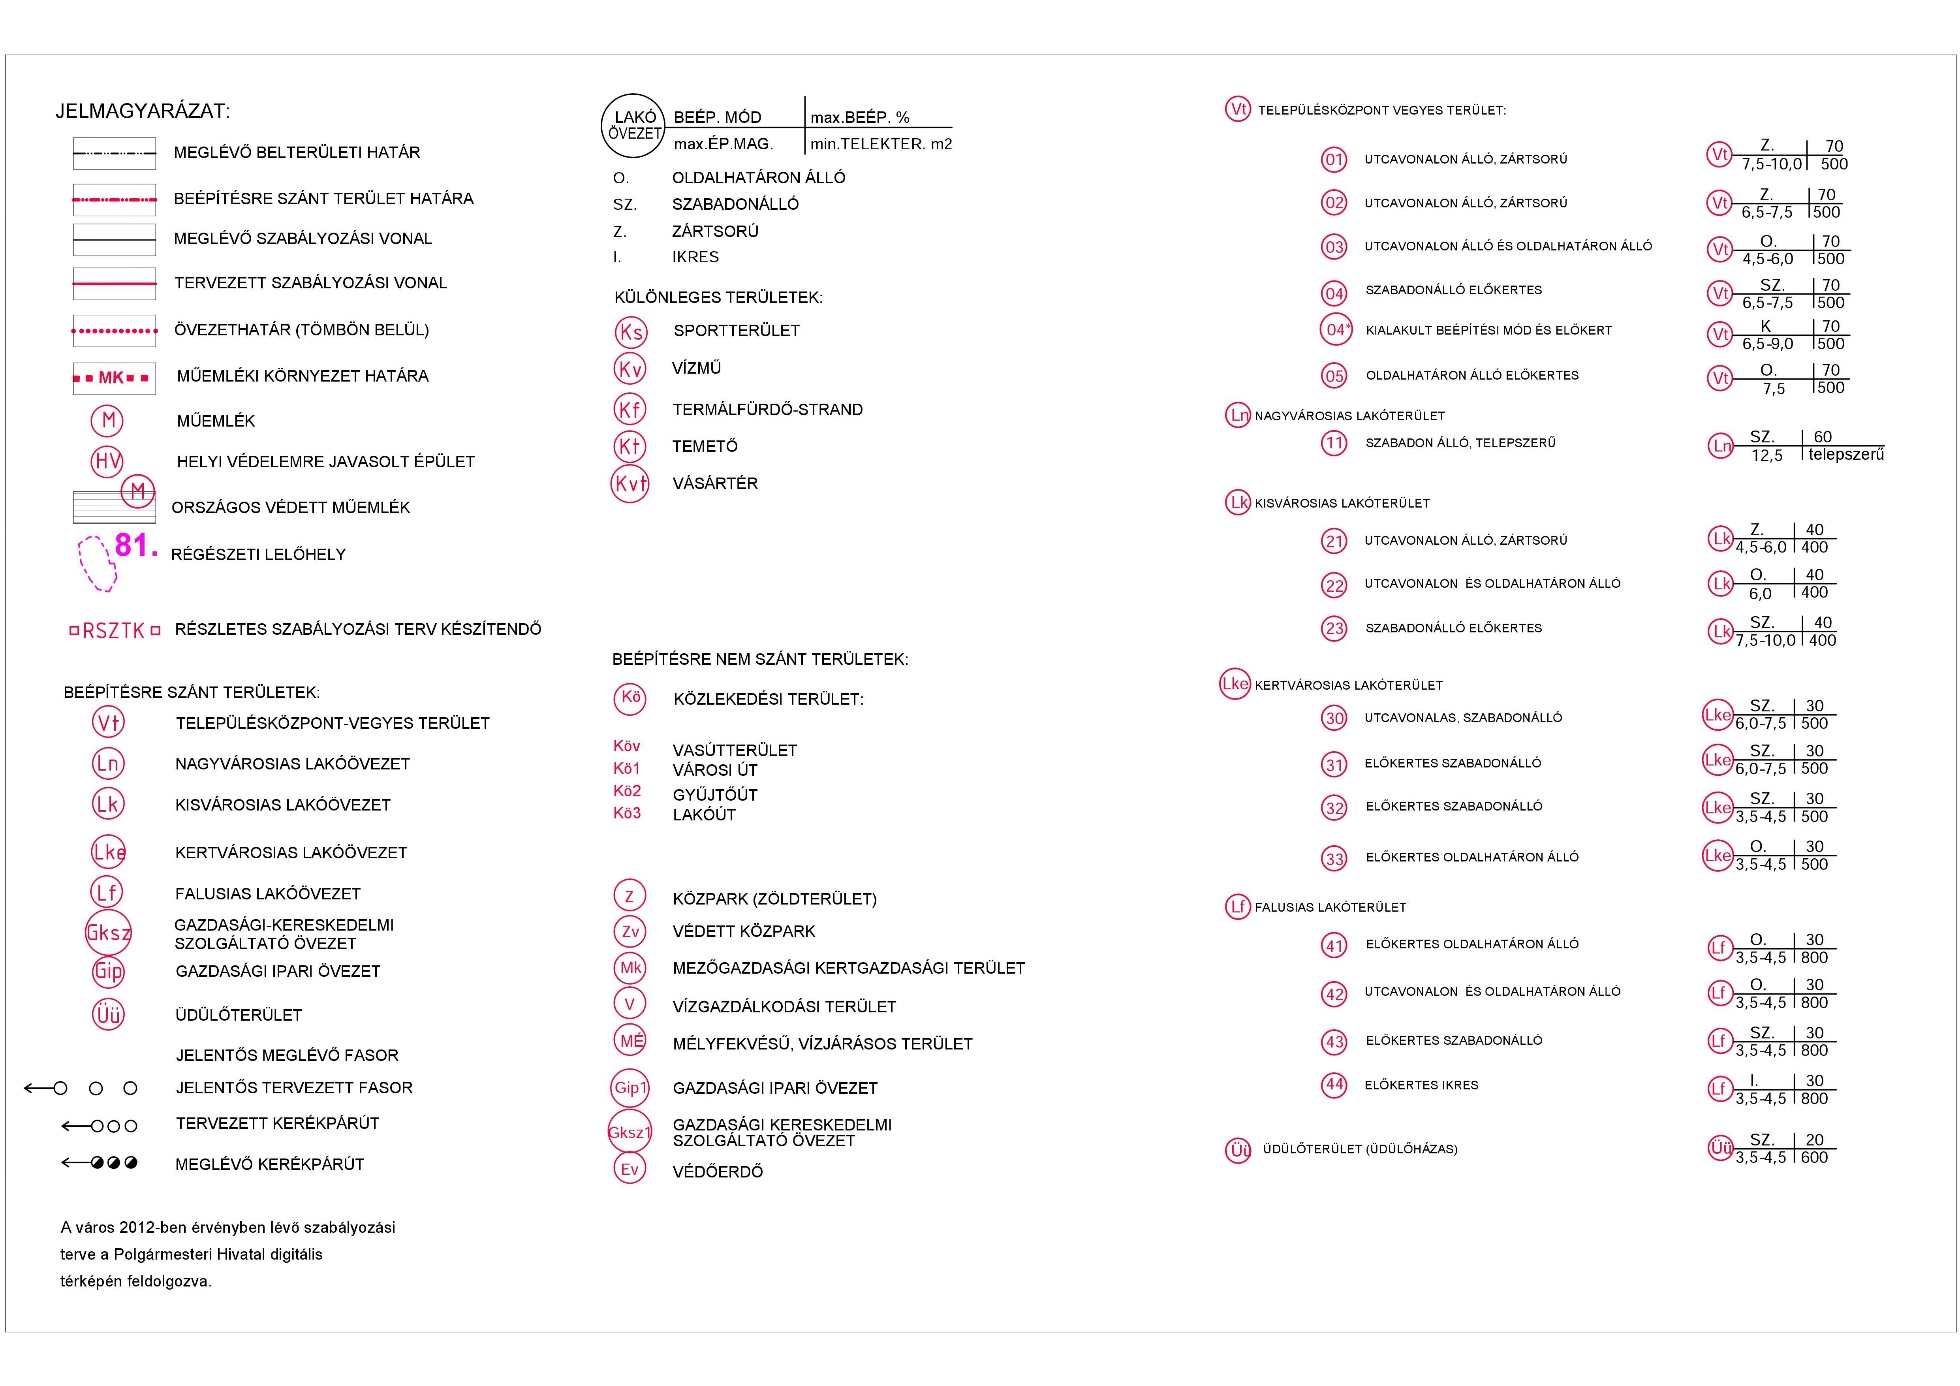 JELMAGYARÁZAT:
MEGLÉVŐ BELTERÜLETI HATÁR
BEÉPÍTÉSRE SZÁNT TERÜLET HATÁRA
MEGLÉVŐ SZABÁLYOZÁSI VONAL
TERVEZETT SZABÁLYOZÁSI VONAL
ÖVEZETHATÁR (TÖMBÖN BELÜL)
MK MŰEMLÉKI KÖRNYEZET HATÁRA
M MŰEMLÉK
HV HELYI VÉDELEMRE JAVASOLT ÉPÜLET
M ORSZÁGOS VÉDETT MŰEMLÉK
81. RÉGÉSZETI LELŐHELY
RSZTK RÉSZLETES SZABÁLYOZÁSI TERV KÉSZÍTENDŐ
BEÉPÍTÉSRE SZÁNT TERÜLETEK:
Vt TELEPÜLÉSKÖZPONT-VEGYES TERÜLET
Ln NAGYVÁROSIAS LAKÓÖVEZET
Lk KISVÁROSIAS LAKÓÖVEZET
Lke KERTVÁROSIAS LAKÓÖVEZET
Lf FALUSIAS LAKÓÖVEZET
Gksz GAZDASÁGI-KERESKEDELMI
SZOLGÁLTATÓ ÖVEZET
Gip GAZDASÁGI IPARI ÖVEZET
Üü ÜDÜLŐTERÜLET
JELENTŐS MEGLÉVŐ FASOR
JELENTŐS TERVEZETT FASOR
TERVEZETT KERÉKPÁRÚT
MEGLÉVŐ KERÉKPÁRÚT
A város 2012-ben érvényben lévő szabályozási
terve a Polgármesteri Hivatal digitális
térképén feldolgozva.
LAKÓ BEÉP. MÓD max.BEÉP. %
ÖVEZET max.ÉP.MAG. min.TELEKTER. m2
O. OLDALHATÁRON ÁLLÓ
SZ. SZABADONÁLLÓ
Z. ZÁRTSORÚ
I. IKRES
KÜLÖNLEGES TERÜLETEK:
Ks SPORTTERÜLET
Kv VÍZMŰ
Kf TERMÁLFÜRDŐ-STRAND
Kt TEMETŐ
Kvt VÁSÁRTÉR
BEÉPÍTÉSRE NEM SZÁNT TERÜLETEK:
Kö KÖZLEKEDÉSI TERÜLET:
Köv VASÚTTERÜLET
Kö1 VÁROSI ÚT
Kö2 GYŰJTŐÚT
Kö3 LAKÓÚT
Z KÖZPARK (ZÖLDTERÜLET)
Zv VÉDETT KÖZPARK
Mk MEZŐGAZDASÁGI KERTGAZDASÁGI TERÜLET
V VÍZGAZDÁLKODÁSI TERÜLET
MÉ MÉLYFEKVÉSŰ, VÍZJÁRÁSOS TERÜLET
Gip1 GAZDASÁGI IPARI ÖVEZET
Gksz1 GAZDASÁGI KERESKEDELMI
SZOLGÁLTATÓ ÖVEZET
Ev VÉDŐERDŐ
Vt TELEPÜLÉSKÖZPONT VEGYES TERÜLET:
01 UTCAVONALON ÁLLÓ, ZÁRTSORÚ Vt Z. 70
7,5-10,0 500
02 UTCAVONALON ÁLLÓ, ZÁRTSORÚ Vt Z. 70
6,5-7,5 500
03 UTCAVONALON ÁLLÓ ÉS OLDALHATÁRON ÁLLÓ Vt O. 70
4,5-6,0 500
04 SZABADONÁLLÓ ELŐKERTES Vt SZ. 70
6,5-7,5 500
04* KIALAKULT BEÉPÍTÉSI MÓD ÉS ELŐKERT Vt K 70
6,5-9,0 500
05 OLDALHATÁRON ÁLLÓ ELŐKERTES Vt O. 70
7,5 500
Ln NAGYVÁROSIAS LAKÓTERÜLET
11 SZABADON ÁLLÓ, TELEPSZERŰ Ln SZ. 60
12,5 telepszerű
Lk KISVÁROSIAS LAKÓTERÜLET
21 UTCAVONALON ÁLLÓ, ZÁRTSORÚ Lk Z. 40
4,5-6,0 400
22 UTCAVONALON ÉS OLDALHATÁRON ÁLLÓ Lk O. 40
6,0 400
23 SZABADONÁLLÓ ELŐKERTES Lk SZ. 40
7,5-10,0 400
Lke KERTVÁROSIAS LAKÓTERÜLET
30 UTCAVONALAS, SZABADONÁLLÓ Lke SZ. 30
6,0-7,5 500
31 ELŐKERTES SZABADONÁLLÓ Lke SZ. 30
6,0-7,5 500
32 ELŐKERTES SZABADONÁLLÓ Lke SZ. 30
3,5-4,5 500
33 ELŐKERTES OLDALHATÁRON ÁLLÓ Lke O. 30
3,5-4,5 500
Lf FALUSIAS LAKÓTERÜLET
41 ELŐKERTES OLDALHATÁRON ÁLLÓ Lf O. 30
3,5-4,5 800
42 UTCAVONALON ÉS OLDALHATÁRON ÁLLÓ Lf O. 30
3,5-4,5 800
43 ELŐKERTES SZABADONÁLLÓ Lf SZ. 30
3,5-4,5 800
44 ELŐKERTES IKRES Lf I. 30
3,5-4,5 800
Üü ÜDÜLŐTERÜLET (ÜDÜLŐHÁZAS) Üü SZ. 20
3,5-4,5 600